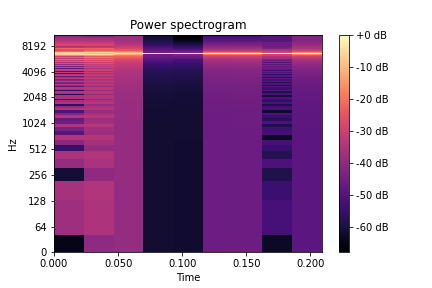 Power spectrogram
8192
4096
2048
1024
512
256
128
64
0
Hz
0.000 0.050 0.100 0.150 0.200
Time
+0 dB
-10 dB
-20 dB
-30 dB
-40 dB
-50 dB
-60 dB